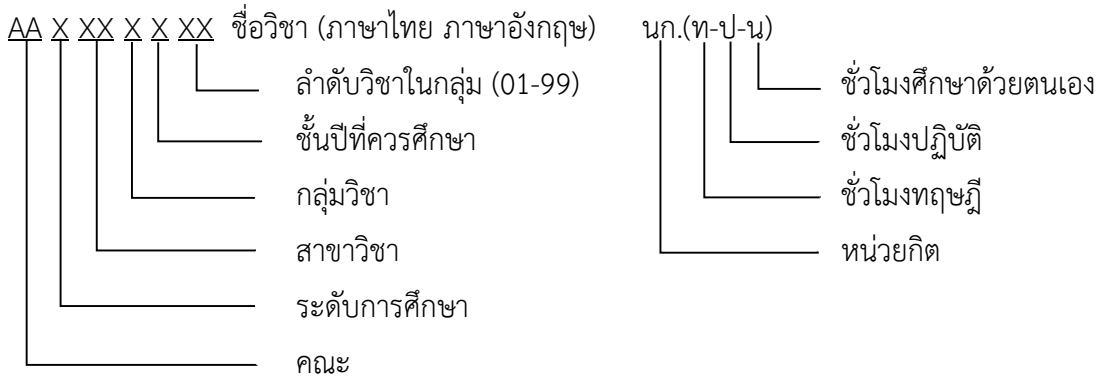 AA X XX X X XX ชื่อวิชา (ภาษาไทย ภาษาอังกฤษ) นก.(ท-ป-น)
ลำดับวิชาในกลุ่ม (01-99) ชั่วโมงศึกษาด้วยตนเอง
ชั้นปีที่ควรศึกษา ชั่วโมงปฏิบัติ
กลุ่มวิชา ชั่วโมงทฤษฎี
สาขาวิชา หน่วยกิต
ระดับการศึกษา
คณะ